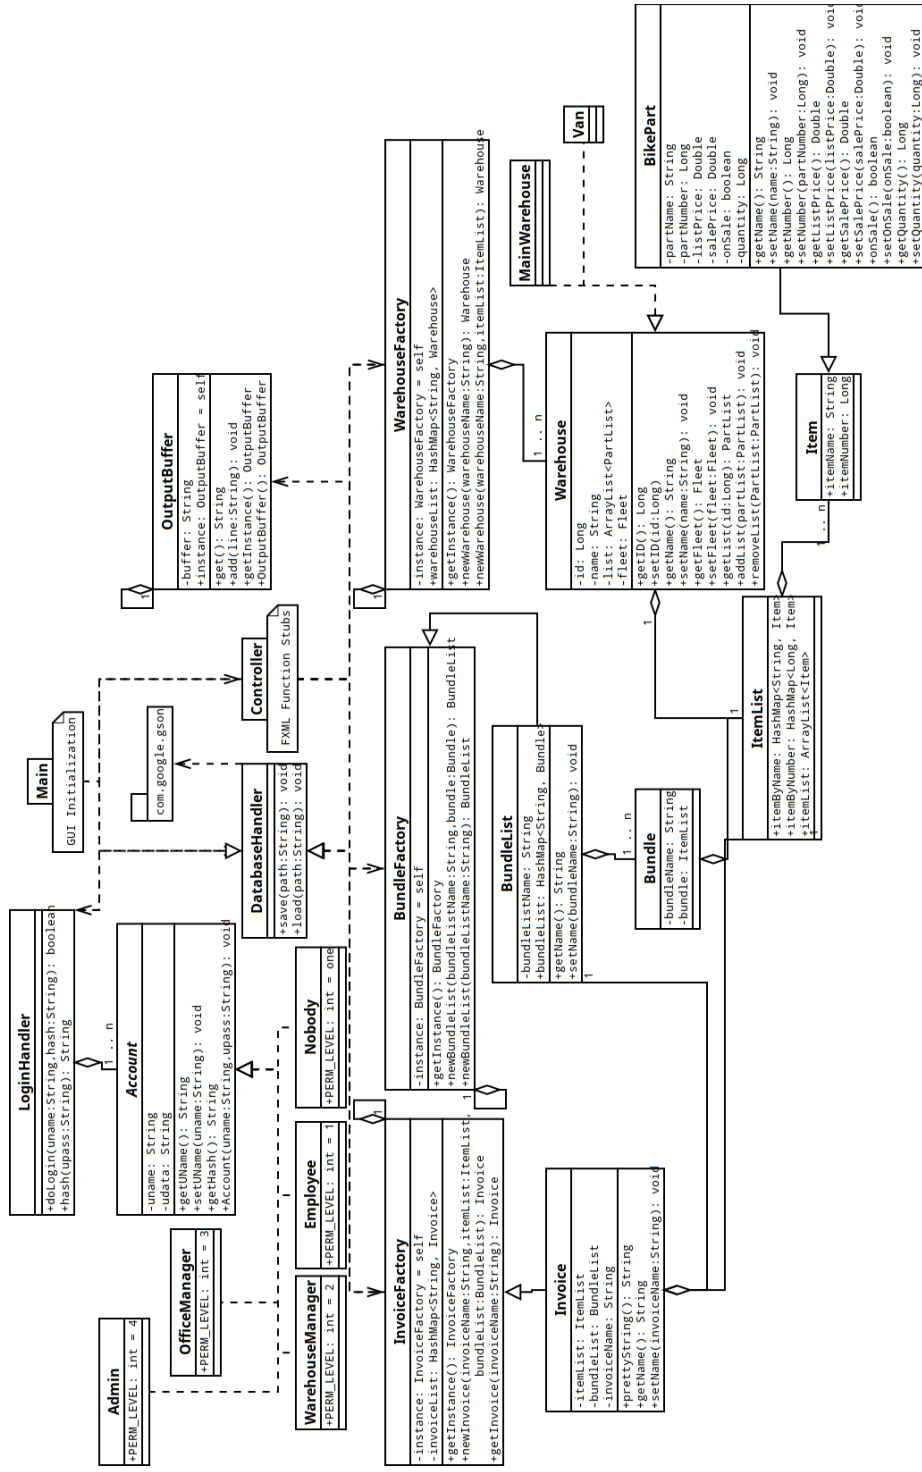 Main
GUI Initialization
LoginHandler
+doLogin(uname:String,hash:String): boolean
+hash(upass:String): String
1 .. n
Account
-uname: String
-udata: String
+getUName(): String
+setUName(uname:String): void
+getHash(): String
+Account(uname:String,upass:String): void
Admin
+PERM_LEVEL: int = 4
OfficeManager
+PERM_LEVEL: int = 3
WarehouseManager
+PERM_LEVEL: int = 2
Employee
+PERM_LEVEL: int = 1
Nobody
+PERM_LEVEL: int = one
com.google.gson
DatabaseHandler
+save(path:String): void
+load(path:String): void
Controller
FXML Function Stubs
OutputBuffer
-buffer: String
+instance: OutputBuffer = self
+get(): String
+add(line:String): void
+getInstance(): OutputBuffer
+OutputBuffer(): OutputBuffer
1
InvoiceFactory
-instance: InvoiceFactory = self
-invoiceList: HashMap<String, Invoice>
+getInstance(): InvoiceFactory
+newInvoice(invoiceName:String,itemList:ItemList,
bundleList:BundleList): Invoice
+getInvoice(invoiceName:String): Invoice
1
BundleFactory
-instance: BundleFactory = self
+getInstance(): BundleFactory
+newBundleList(bundleListName:String,bundle:Bundle): BundleList
+newBundleList(bundleListName:String): BundleList
1
WarehouseFactory
-instance: WarehouseFactory = self
+warehouseList: HashMap<String, Warehouse>
+getInstance(): WarehouseFactory
+newWarehouse(warehouseName:String): Warehouse
+newWarehouse(warehouseName:String,itemList:ItemList): Warehouse
1
1 .. n
MainWarehouse
Van
Invoice
-itemList: ItemList
-bundleList: BundleList
-invoiceName: String
+prettyString(): String
+getName(): String
+setName(invoiceName:String): void
BundleList
-bundleListName: String
+bundleList: HashMap<String, Bundle>
+getName(): String
+setName(bundleName:String): void
1
1 .. n
Bundle
-bundleName: String
-bundle: ItemList
Warehouse
-id: Long
-name: String
-list: ArrayList<PartList>
-fleet: Fleet
+getID(): Long
+setID(id:Long)
+getName(): String
+setName(name:String): void
+getFleet(): Fleet
+setFleet(fleet:Fleet): void
+getList(id:Long): PartList
+addList(partList:PartList): void
+removeList(PartList:PartList): void
1
1
ItemList
+itemByName: HashMap<String, Item>
+itemByNumber: HashMap<Long, Item>
+itemList: ArrayList<Item>
1
1 .. n
Item
+itemName: String
+itemNumber: Long
BikePart
-partName: String
-partNumber: Long
-listPrice: Double
-salePrice: Double
-onSale: boolean
-quantity: Long
+getName(): String
+setName(name:String): void
+getNumber(): Long
+setNumber(partNumber:Long): void
+getListPrice(): Double
+setListPrice(listPrice:Double): void
+getSalePrice(): Double
+setSalePrice(salePrice:Double): void
+onSale(): boolean
+setOnSale(onSale:boolean): void
+getQuantity(): Long
+setQuantity(quantity:Long): void